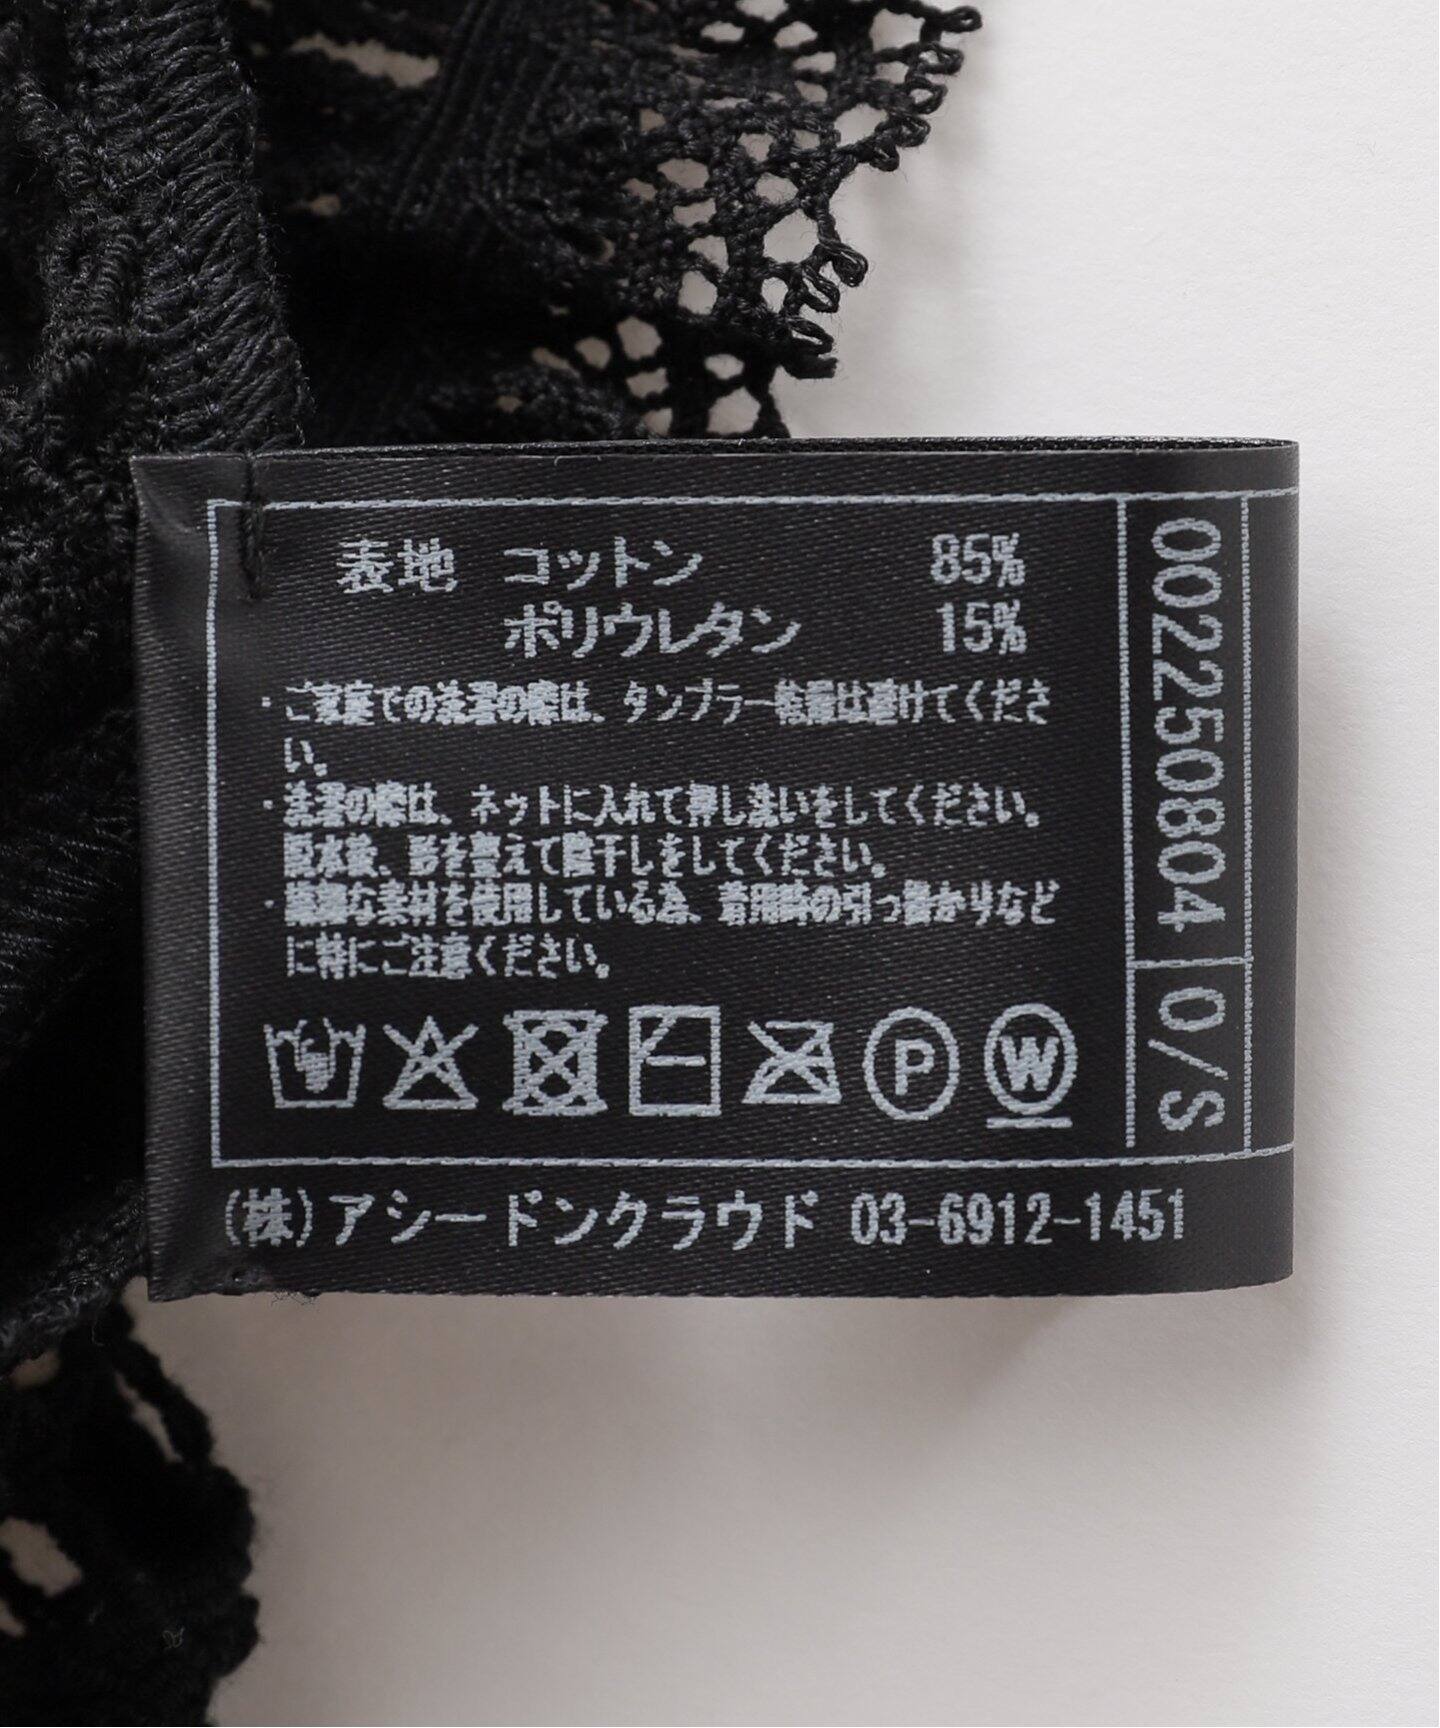 表地 コットン 85%
ポリウレタン 15%
・ご家庭での洗濯の際は、タンブラー乾燥は避けてくださ
い。
・洗濯の際は、ネットに入れて押し洗いをしてください。
脱水後、形を整えて陰干しをしてください。
・繊細な素材を使用している為、着用時の引っ掛かりなど
に特にご注意ください。
P
W
(株)アシードンクラウド 03-6912-1451
002250804
0/S